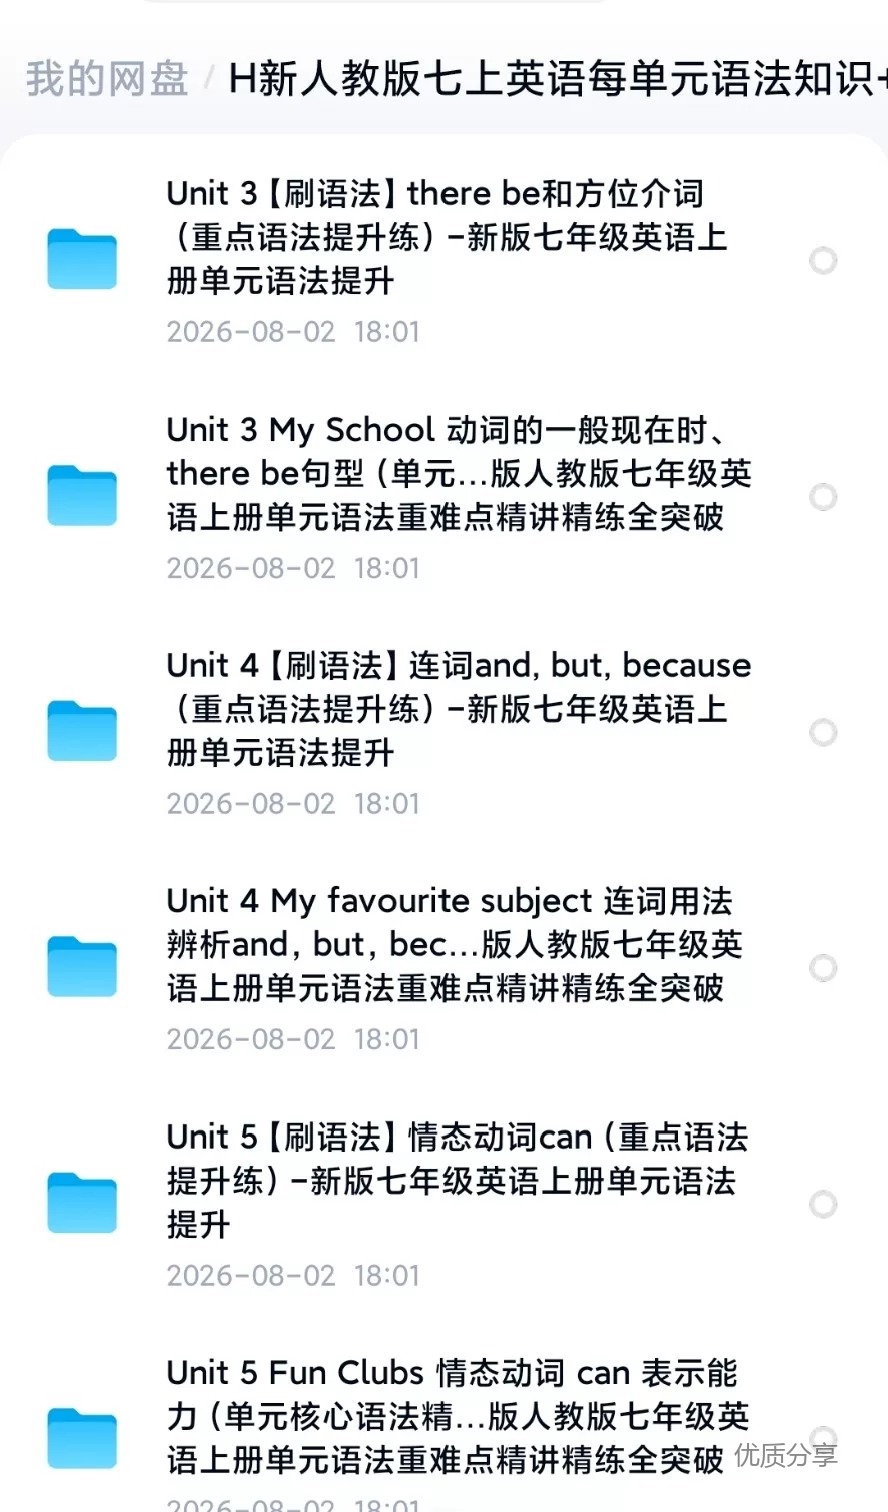 我的网盘 / H新人教版七上英语每单元语法知识+
Unit 3【刷语法】there be和方位介词
（重点语法提升练）-新版七年级英语上
册单元语法提升
2026-08-02 18:01
Unit 3 My School 动词的一般现在时、
there be句型（单元...版人教版七年级英
语上册单元语法重难点精讲精练全突破
2026-08-02 18:01
Unit 4【刷语法】连词and, but, because
（重点语法提升练）-新版七年级英语上
册单元语法提升
2026-08-02 18:01
Unit 4 My favourite subject 连词用法
辨析and，but，bec...版人教版七年级英
语上册单元语法重难点精讲精练全突破
2026-08-02 18:01
Unit 5【刷语法】情态动词can（重点语法
提升练）-新版七年级英语上册单元语法
提升
2026-08-02 18:01
Unit 5 Fun Clubs 情态动词 can 表示能
力（单元核心语法精...版人教版七年级英
语上册单元语法重难点精讲精练全突破
优质分享
2026-08-02 18:01